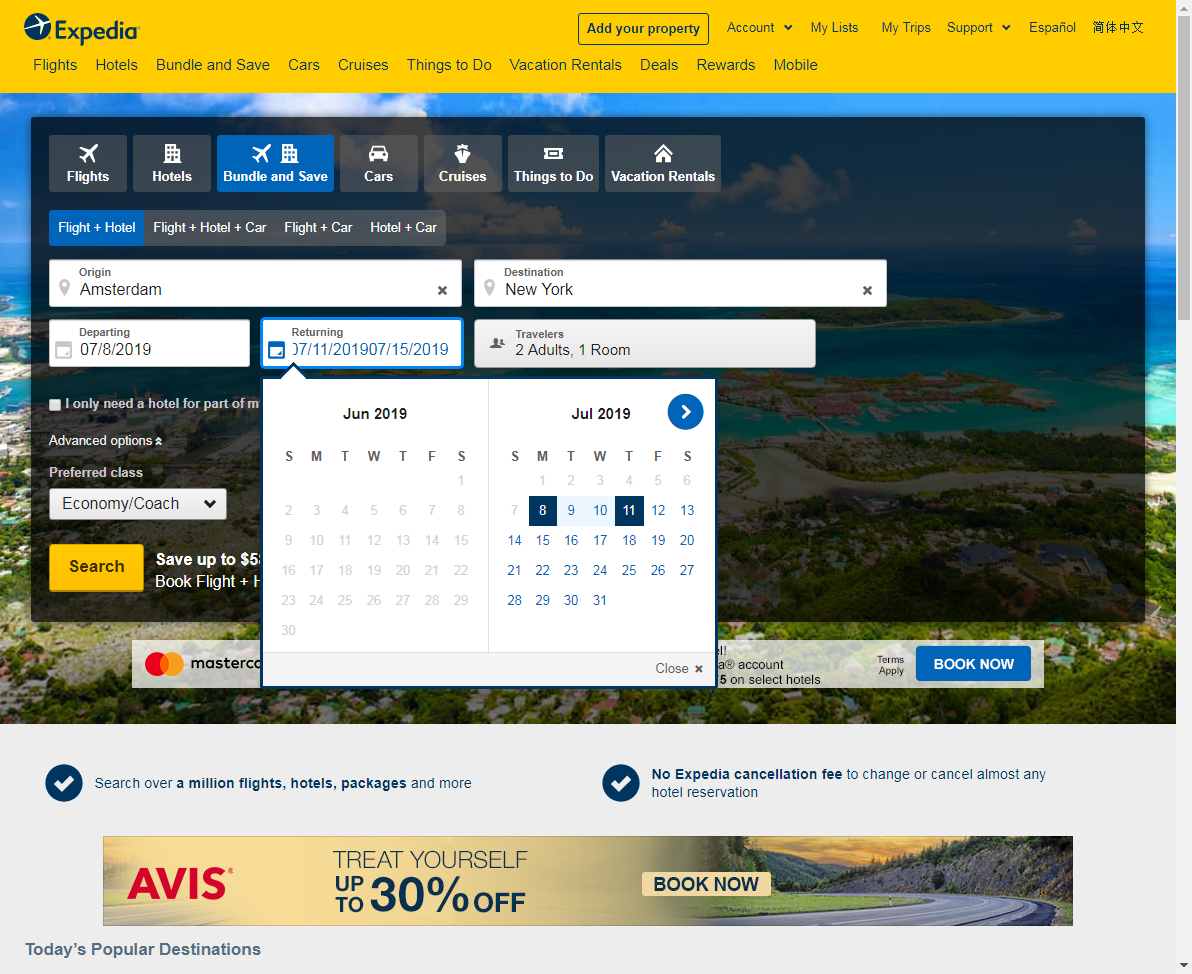 Expedia
Add your property
Account
My Lists
My Trips
Support
Español
简体中文
Flights
Hotels
Bundle and Save
Cars
Cruises
Things to Do
Vacation Rentals
Deals
Rewards
Mobile
Flights
Hotels
Bundle and Save
Cars
Cruises
Things to Do
Vacation Rentals
Flight + Hotel
Flight + Hotel + Car
Flight + Car
Hotel + Car
Origin
Amsterdam
Destination
New York
Departing
07/8/2019
Returning
07/11/201907/15/2019
Travelers
2 Adults, 1 Room
I only need a hotel for part of m
Advanced options
Preferred class
Economy/Coach
Search
Save up to $5
Book Flight + H
Jun 2019
S M T W T F S
1
2 3 4 5 6 7 8
9 10 11 12 13 14 15
16 17 18 19 20 21 22
23 24 25 26 27 28 29
30
Jul 2019
S M T W T F S
1 2 3 4 5 6
7 8 9 10 11 12 13
14 15 16 17 18 19 20
21 22 23 24 25 26 27
28 29 30 31
Close ×
masterca
el!
a® account
5 on select hotels
Terms
Apply
BOOK NOW
Search over a million flights, hotels, packages and more
No Expedia cancellation fee to change or cancel almost any
hotel reservation
AVIS®
TREAT YOURSELF
UP TO 30% OFF
BOOK NOW
Today's Popular Destinations